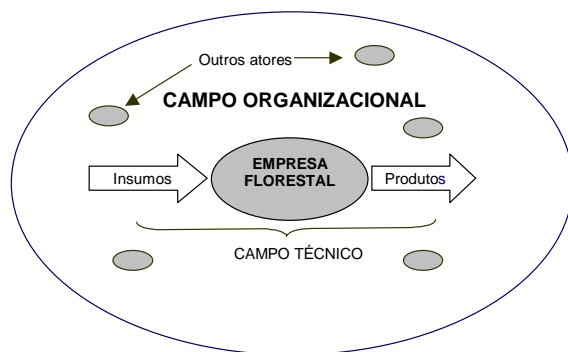 Outros atores
CAMPO ORGANIZACIONAL
EMPRESA
FLORESTAL
Insumos
Produtos
CAMPO TÉCNICO